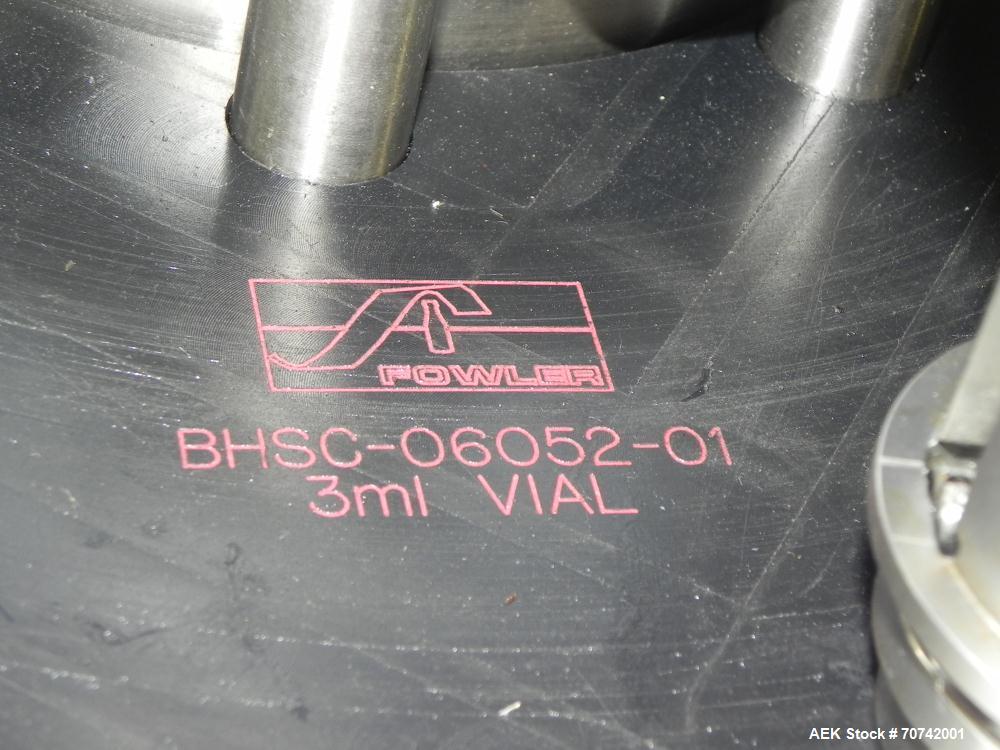 FOWLER
BHSC-06052-01
3ml VIAL
AEK Stock # 70742001